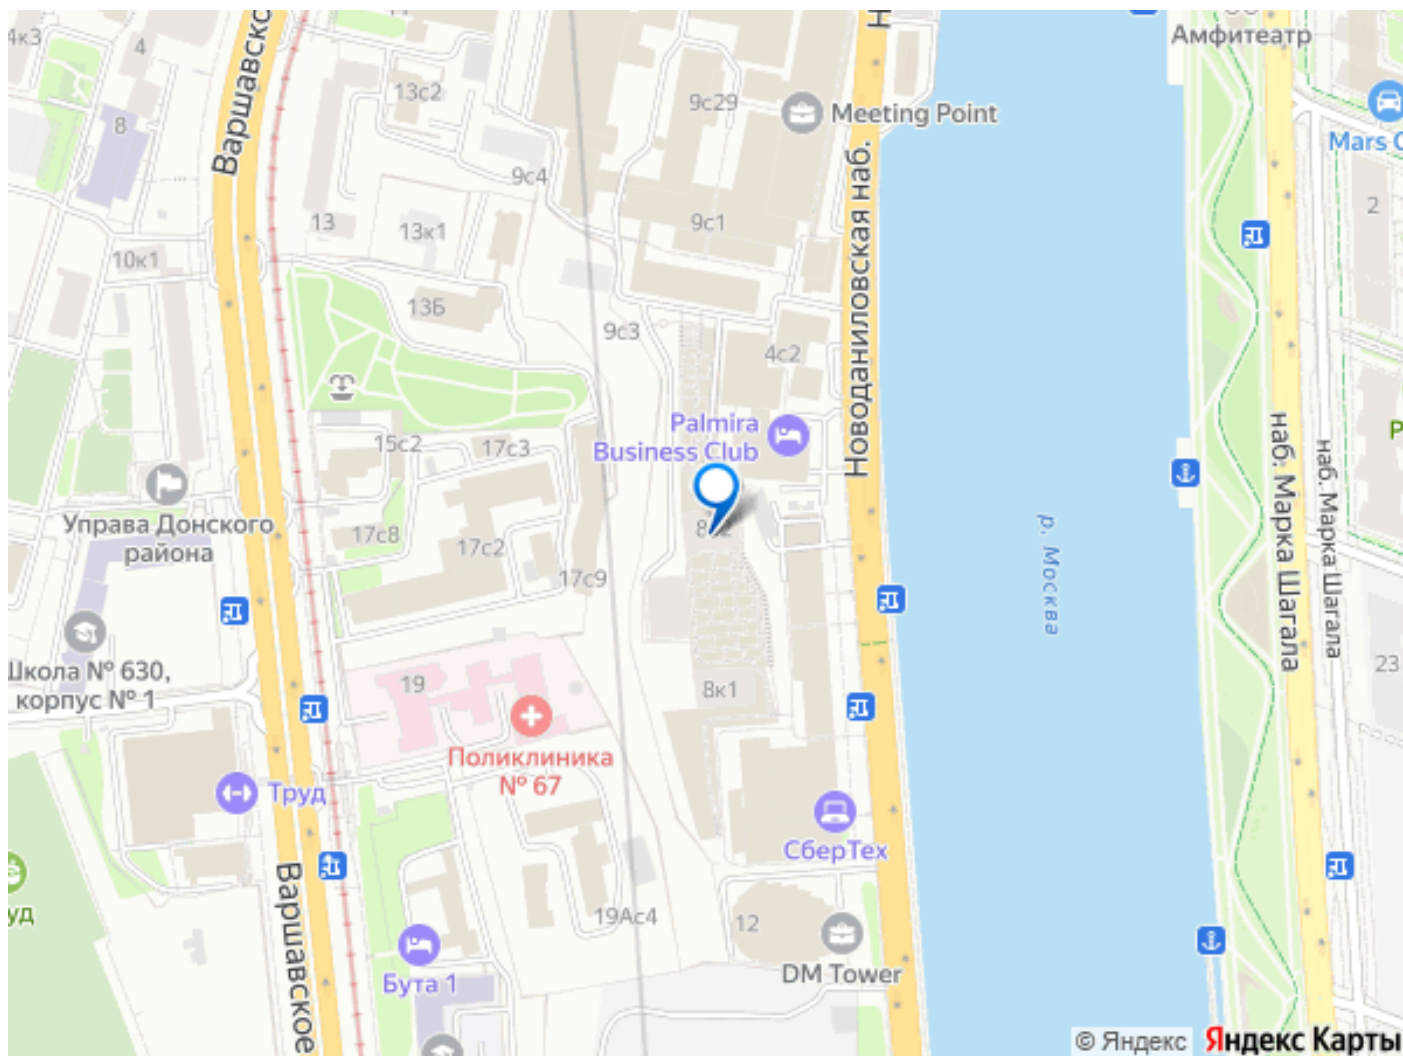 4к3
4
8
Варшавско
13с2
9с29
Meeting Point
Н
Амфитеатр
Mars
9с4
13
13к1
9с1
Новоданиловская наб.
2
10к1
13Б
9с3
4с2
Palmira
Business Club
15с2
17с3
Управа Донского
района
17с8
17с2
17с9
р. Москва
наб. Марка Шагала
наб. Марка Шагала
Школа № 630,
корпус № 1
19
8к1
23
Поликлиника
№ 67
Труд
СберТех
уд
Варшавское
19Ас4
12
Бута 1
DM Tower
© Яндекс Яндекс Карты